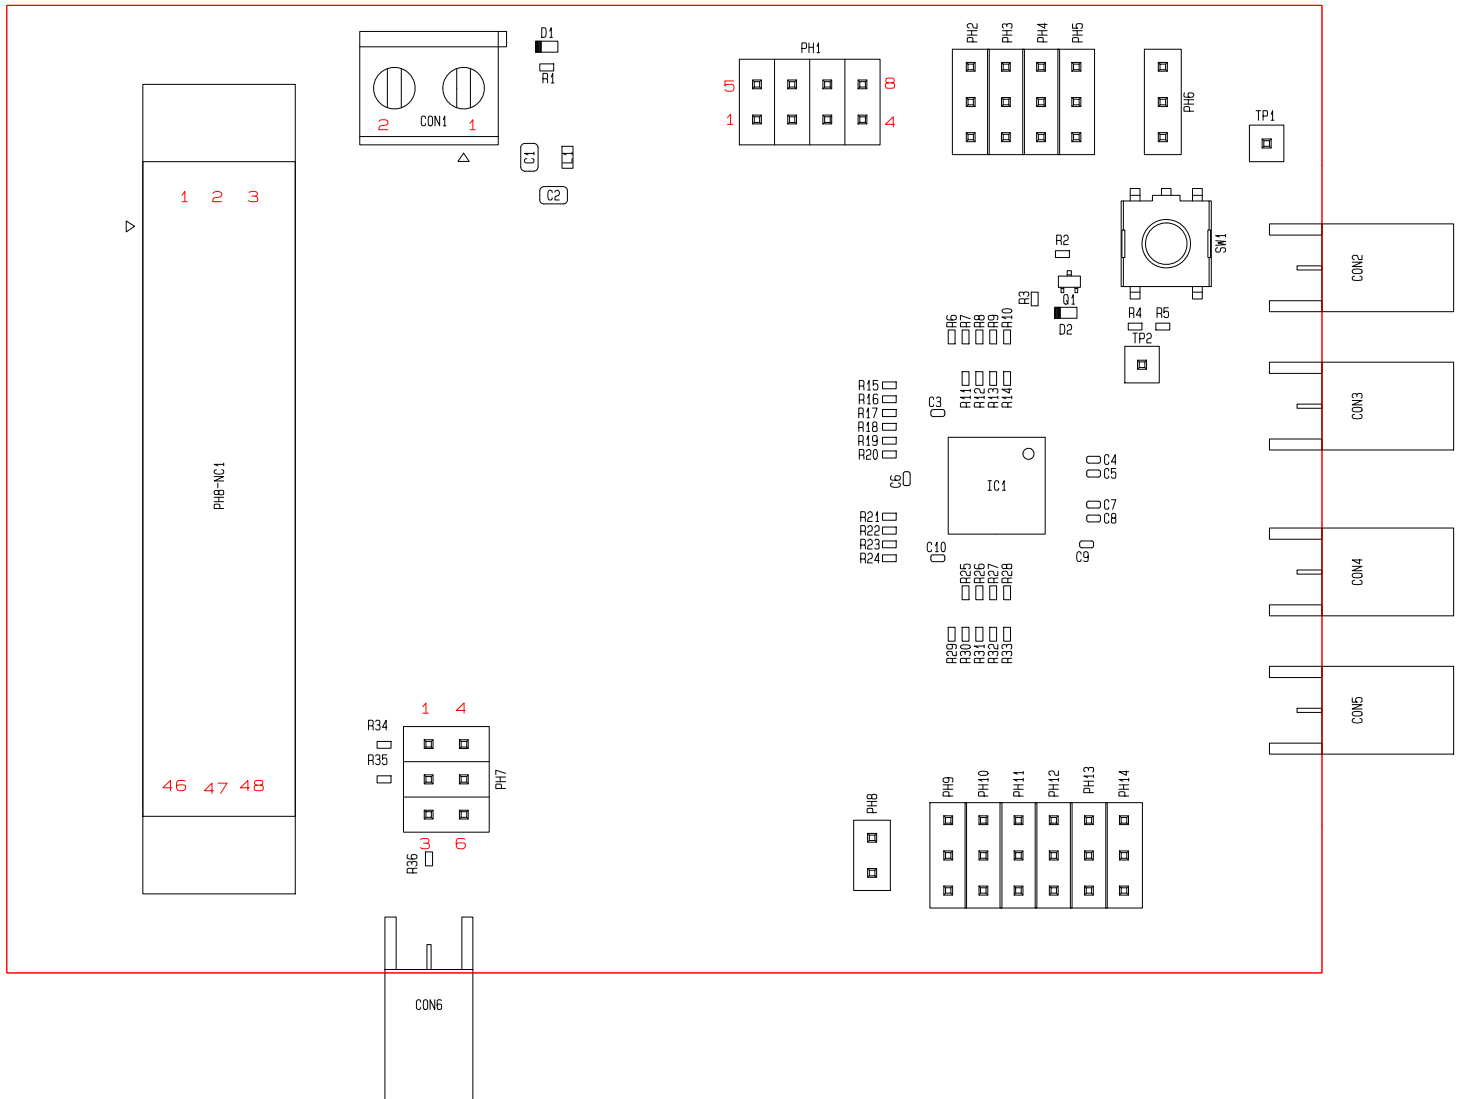 D1
R1
CON1
2
1
C1
L1
C2
PH1
5
8
1
4
PH2
PH3
PH4
PH5
PH6
TP1
SW1
R2
R3
Q1
D2
R4
R5
TP2
CON2
CON3
CON4
CON5
1 2 3
PH8-NC1
46 47 48
R6
R7
R8
R9
R10
R11
R12
R13
R14
R15
R16
R17
R18
R19
R20
C3
C6
IC1
C4
C5
C7
C8
C9
R21
R22
R23
R24
C10
R25
R26
R27
R28
R29
R30
R31
R32
R33
R34
R35
1 4
PH7
3 6
R36
CON6
PH8
PH9
PH10
PH11
PH12
PH13
PH14